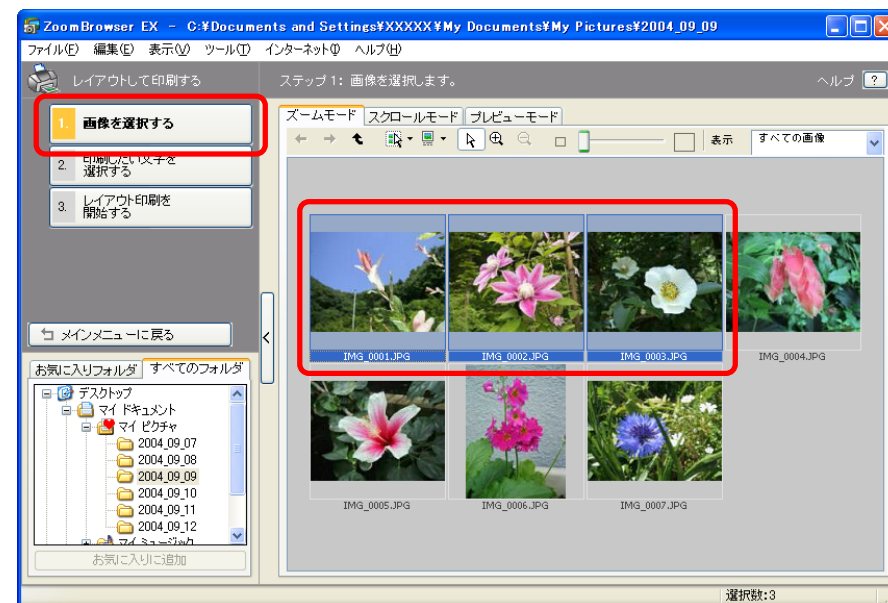 ZoomBrowser EX - C:¥Documents and Settings¥XXXXX¥My Documents¥My Pictures¥2004_09_09
ファイル(F) 編集(E) 表示(V) ツール(T) インターネット(I) ヘルプ(H)
レイアウトして印刷する
ステップ1: 画像を選択します。
ヘルプ ?
1. 画像を選択する
2. 印刷したい文字を
選択する
3. レイアウト印刷を
開始する
メインメニューに戻る
お気に入りフォルダ すべてのフォルダ
デスクトップ
マイ ドキュメント
マイ ピクチャ
2004_09_07
2004_09_08
2004_09_09
2004_09_10
2004_09_11
2004_09_12
マイ ミュージック
お気に入りに追加
ズームモード スクロールモード プレビューモード
表示 すべての画像
IMG_0001.JPG IMG_0002.JPG IMG_0003.JPG IMG_0004.JPG
IMG_0005.JPG IMG_0006.JPG IMG_0007.JPG
選択数:3